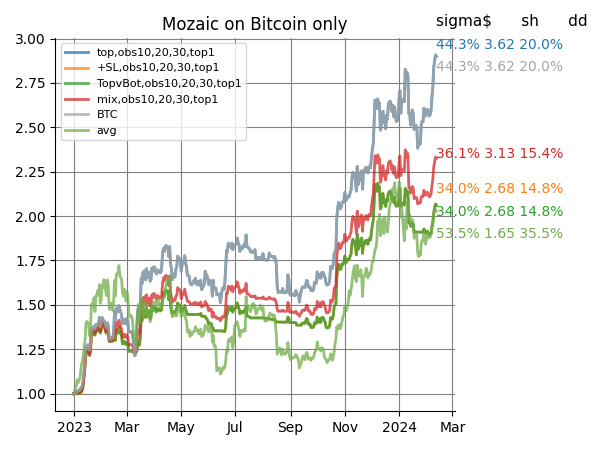 Mozaic on Bitcoin only
sigma$ sh dd
3.00
2.75
2.50
2.25
2.00
1.75
1.50
1.25
1.00
top,obs10,20,30,top1
+SL,obs10,20,30,top1
TopvBot,obs10,20,30,top1
mix,obs10,20,30,top1
BTC
avg
44.3% 3.62 20.0%
44.3% 3.62 20.0%
36.1% 3.13 15.4%
34.0% 2.68 14.8%
34.0% 2.68 14.8%
53.5% 1.65 35.5%
2023 Mar May Jul Sep Nov 2024 Mar